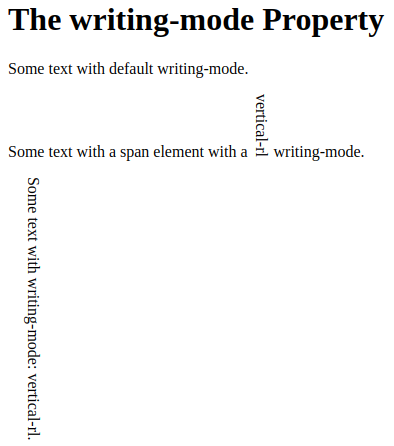 The writing-mode Property
Some text with default writing-mode.
Some text with a span element with a vertical-rl writing-mode.
Some text with writing-mode: vertical-rl.